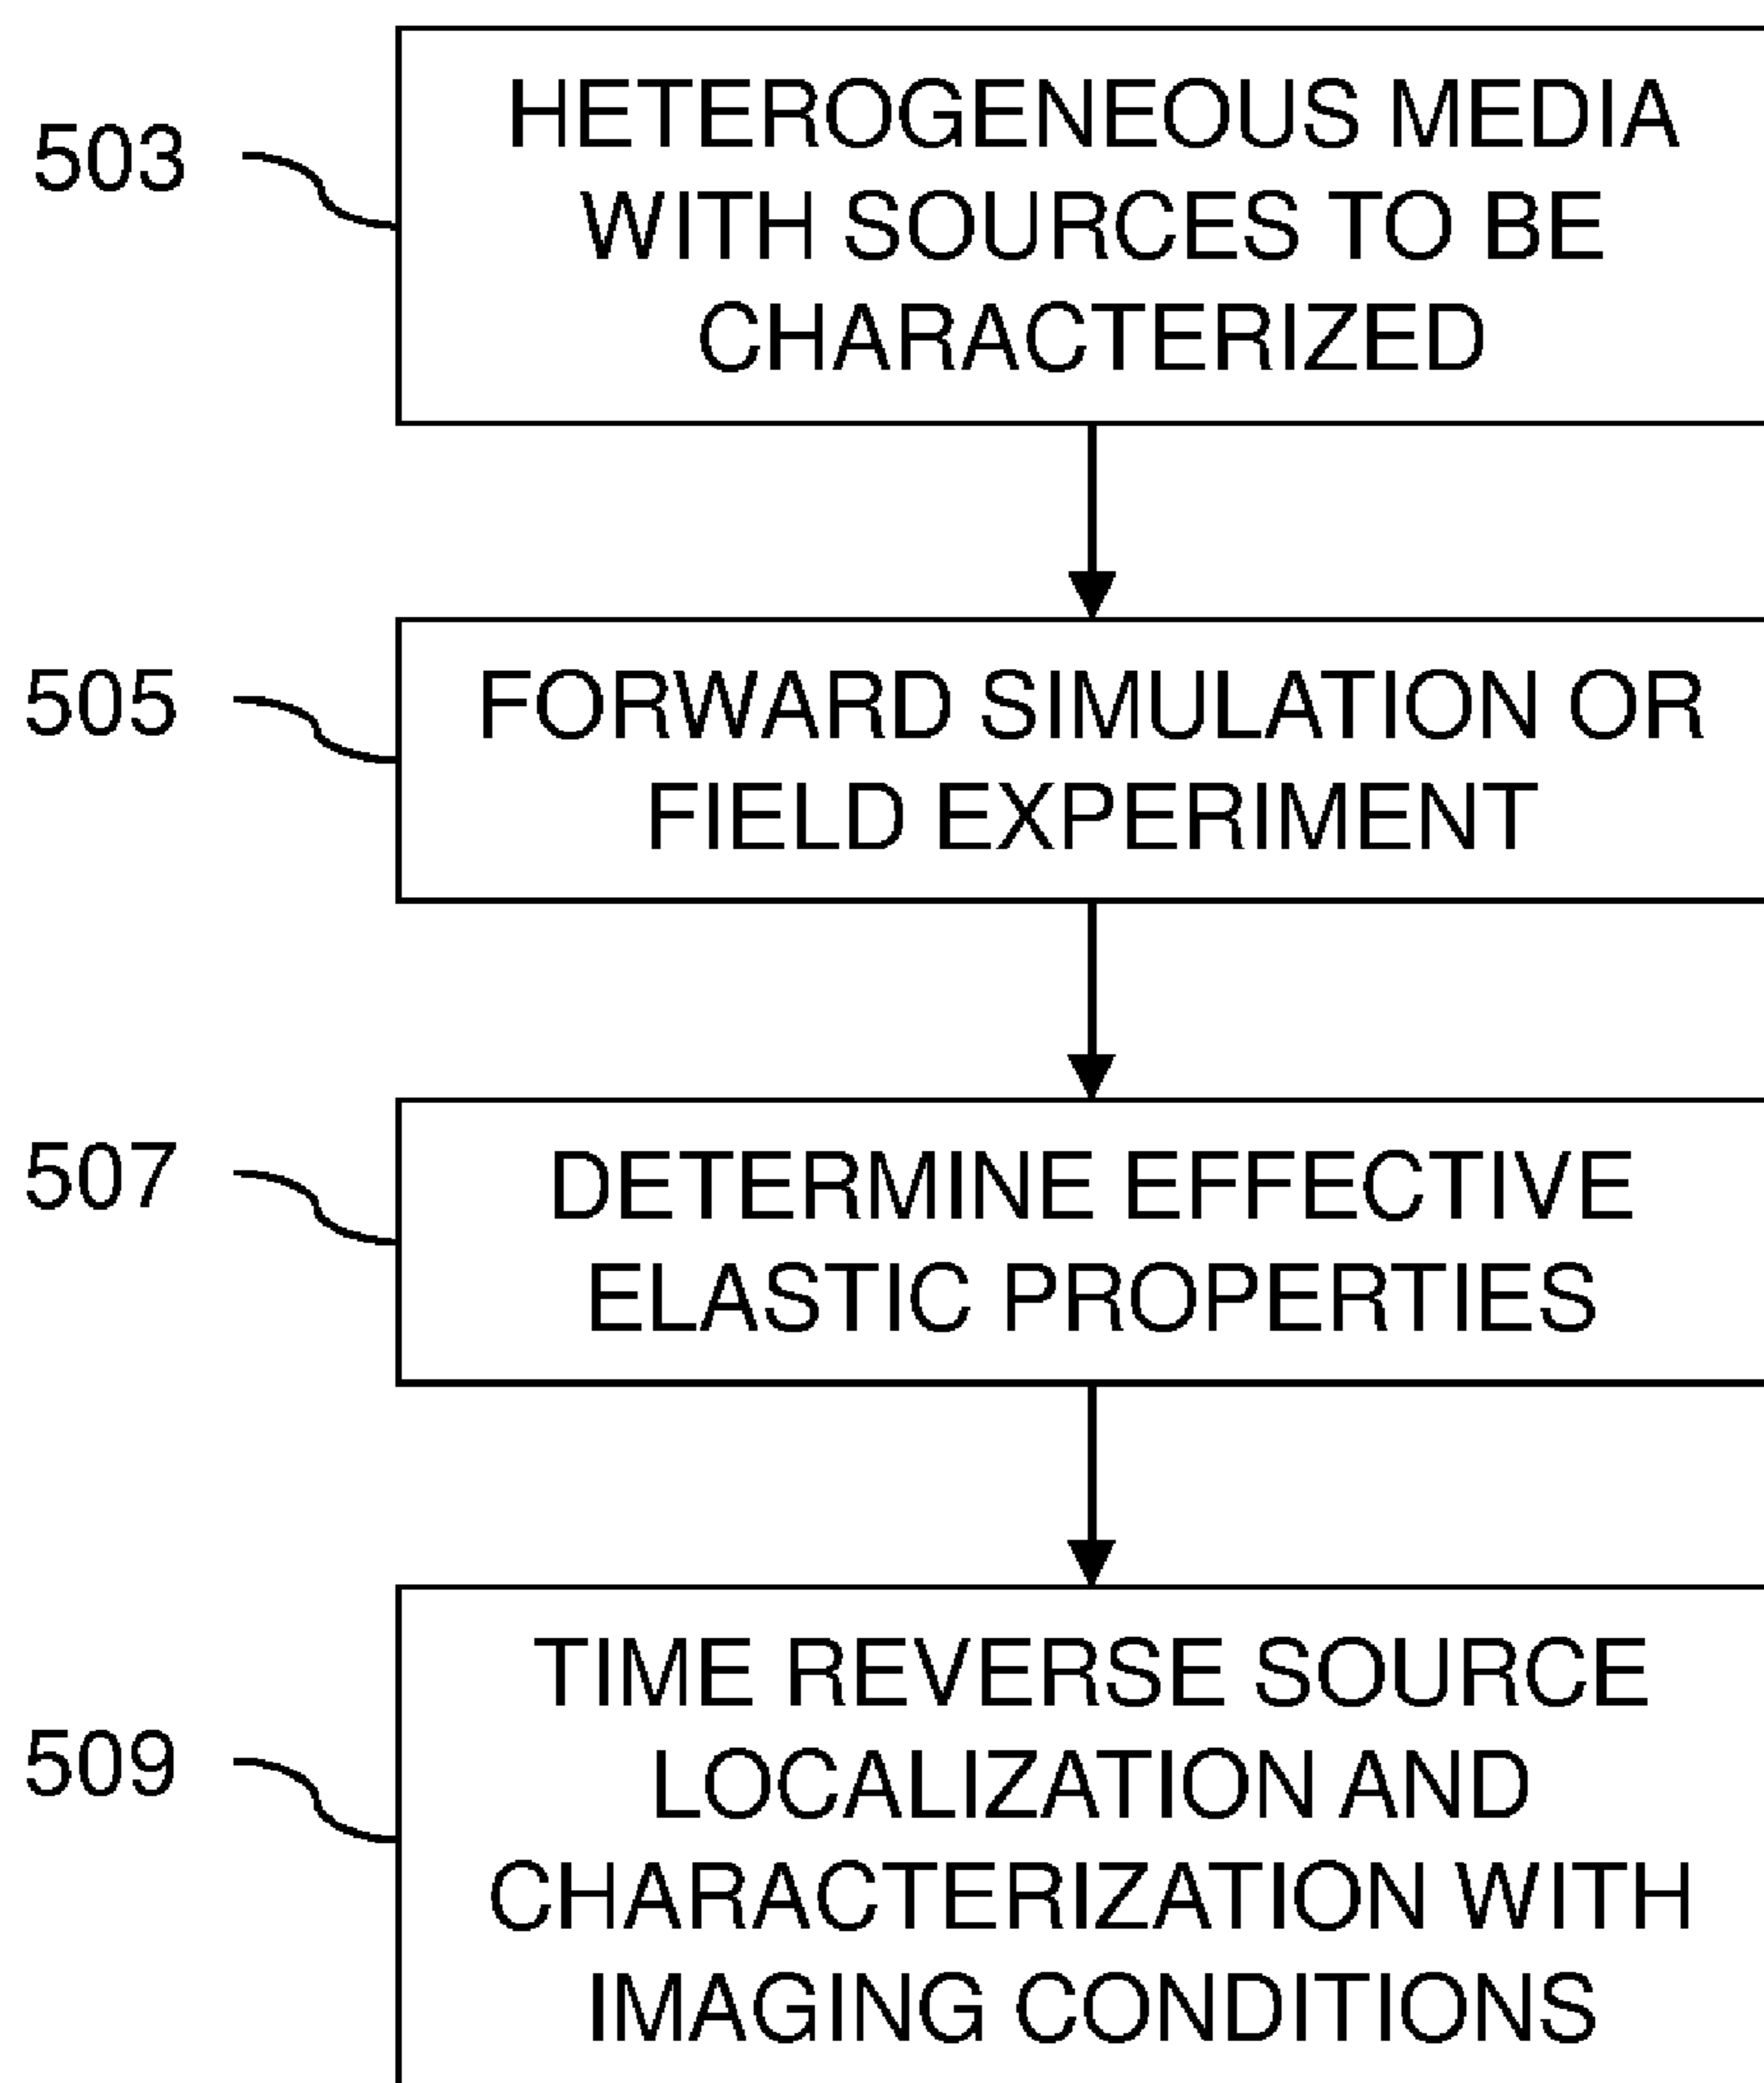 503
HETEROGENEOUS MEDIA
WITH SOURCES TO BE
CHARACTERIZED
505
FORWARD SIMULATION OR
FIELD EXPERIMENT
507
DETERMINE EFFECTIVE
ELASTIC PROPERTIES
509
TIME REVERSE SOURCE
LOCALIZATION AND
CHARACTERIZATION WITH
IMAGING CONDITIONS